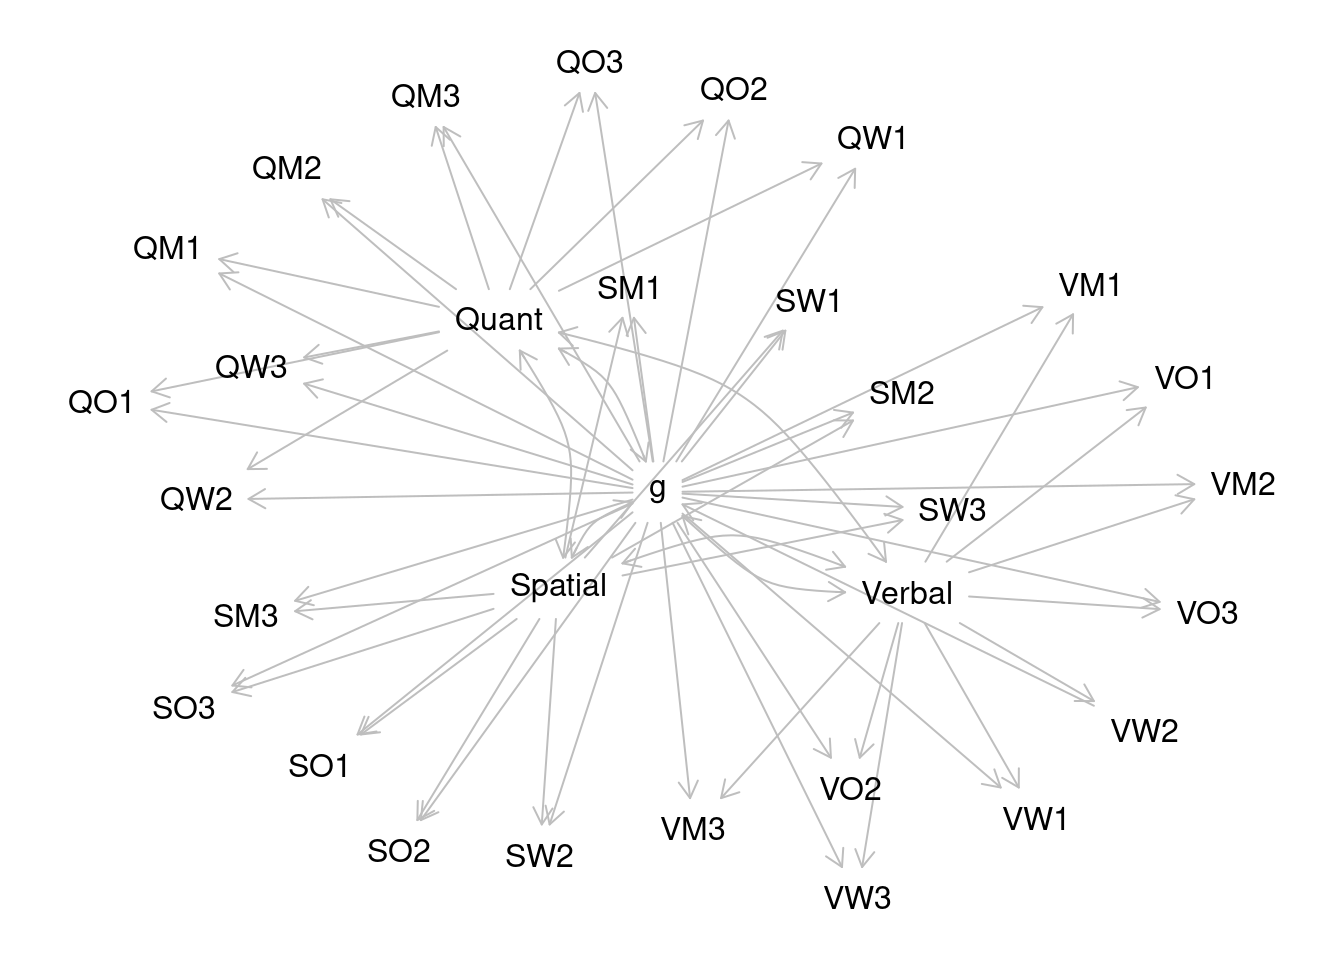 QO3
QO2
QM3
QW1
QM2
QM1
VM1
SM1
SW1
Quant
QW3
VO1
SM2
QO1
VM2
g
QW2
SW3
Spatial
Verbal
VO3
SM3
SO3
VW2
SO1
VO2
VW1
VM3
SO2
SW2
VW3